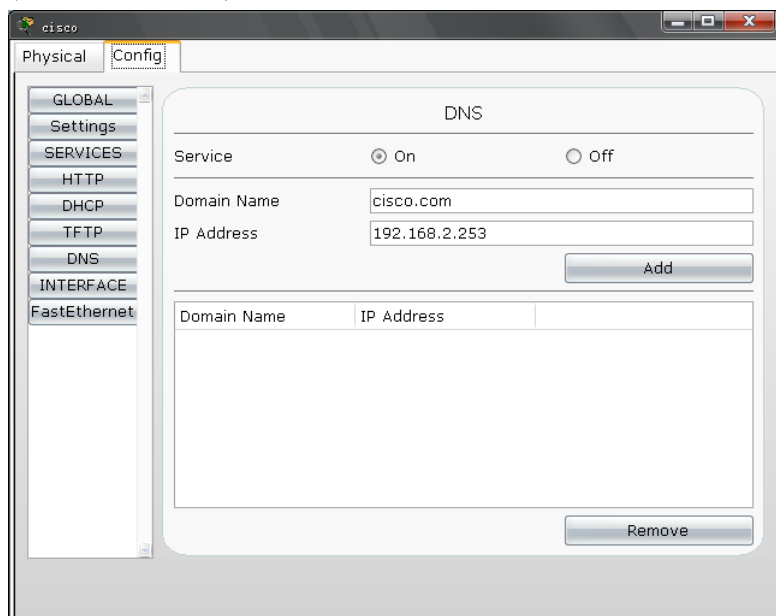 cisco
Physical Config
GLOBAL
Settings
SERVICES
HTTP
DHCP
TFTP
DNS
INTERFACE
FastEthernet
DNS
Service On Off
Domain Name cisco.com
IP Address 192.168.2.253
Add
Domain Name IP Address
Remove